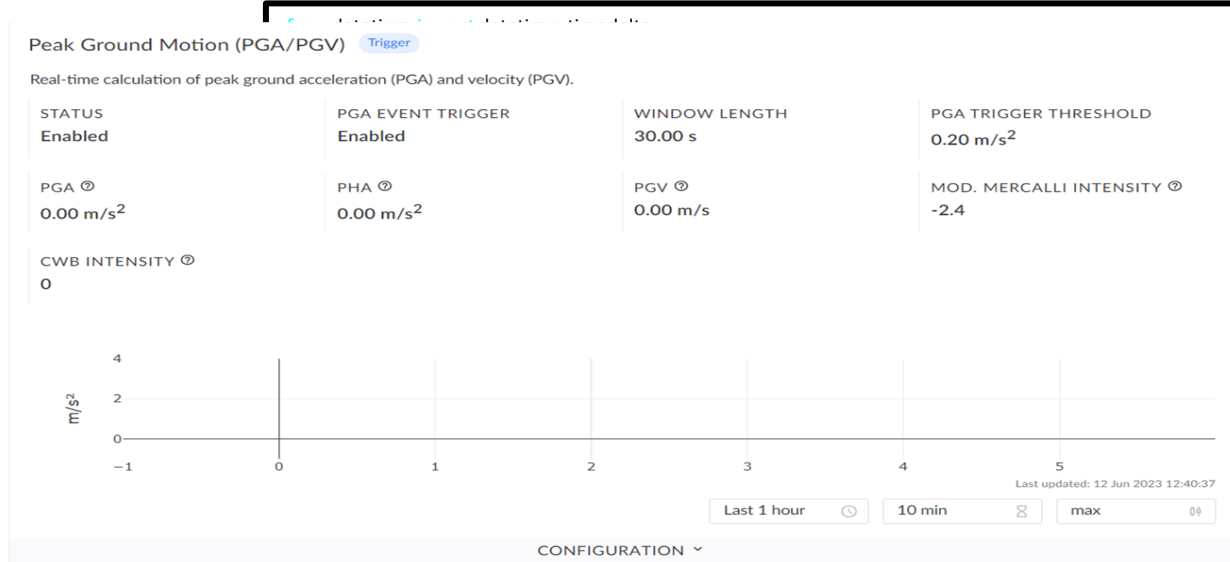 Peak Ground Motion (PGA/PGV) Trigger
Real-time calculation of peak ground acceleration (PGA) and velocity (PGV).
STATUS PGA EVENT TRIGGER WINDOW LENGTH PGA TRIGGER THRESHOLD
Enabled Enabled 30.00 s 0.20 m/s²
PGA PHA PGV MOD. MERCALLI INTENSITY
0.00 m/s² 0.00 m/s² 0.00 m/s -2.4
CWB INTENSITY
0
4
2
0
m/s²
−1 0 1 2 3 4 5
Last updated: 12 Jun 2023 12:40:37
Last 1 hour 10 min max
CONFIGURATION